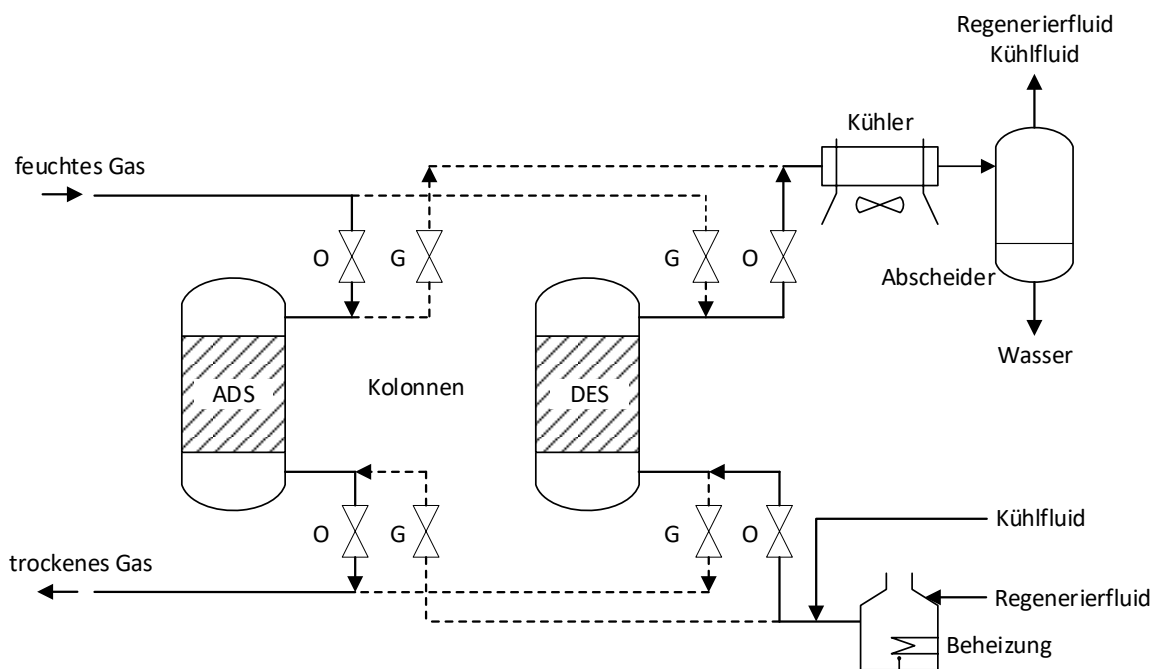 Regenerierfluid
Kühlfluid
Kühler
feuchtes Gas
O
G
G
O
Abscheider
Wasser
ADS
Kolonnen
DES
O
G
G
O
Kühlfluid
trockenes Gas
Regenerierfluid
Beheizung